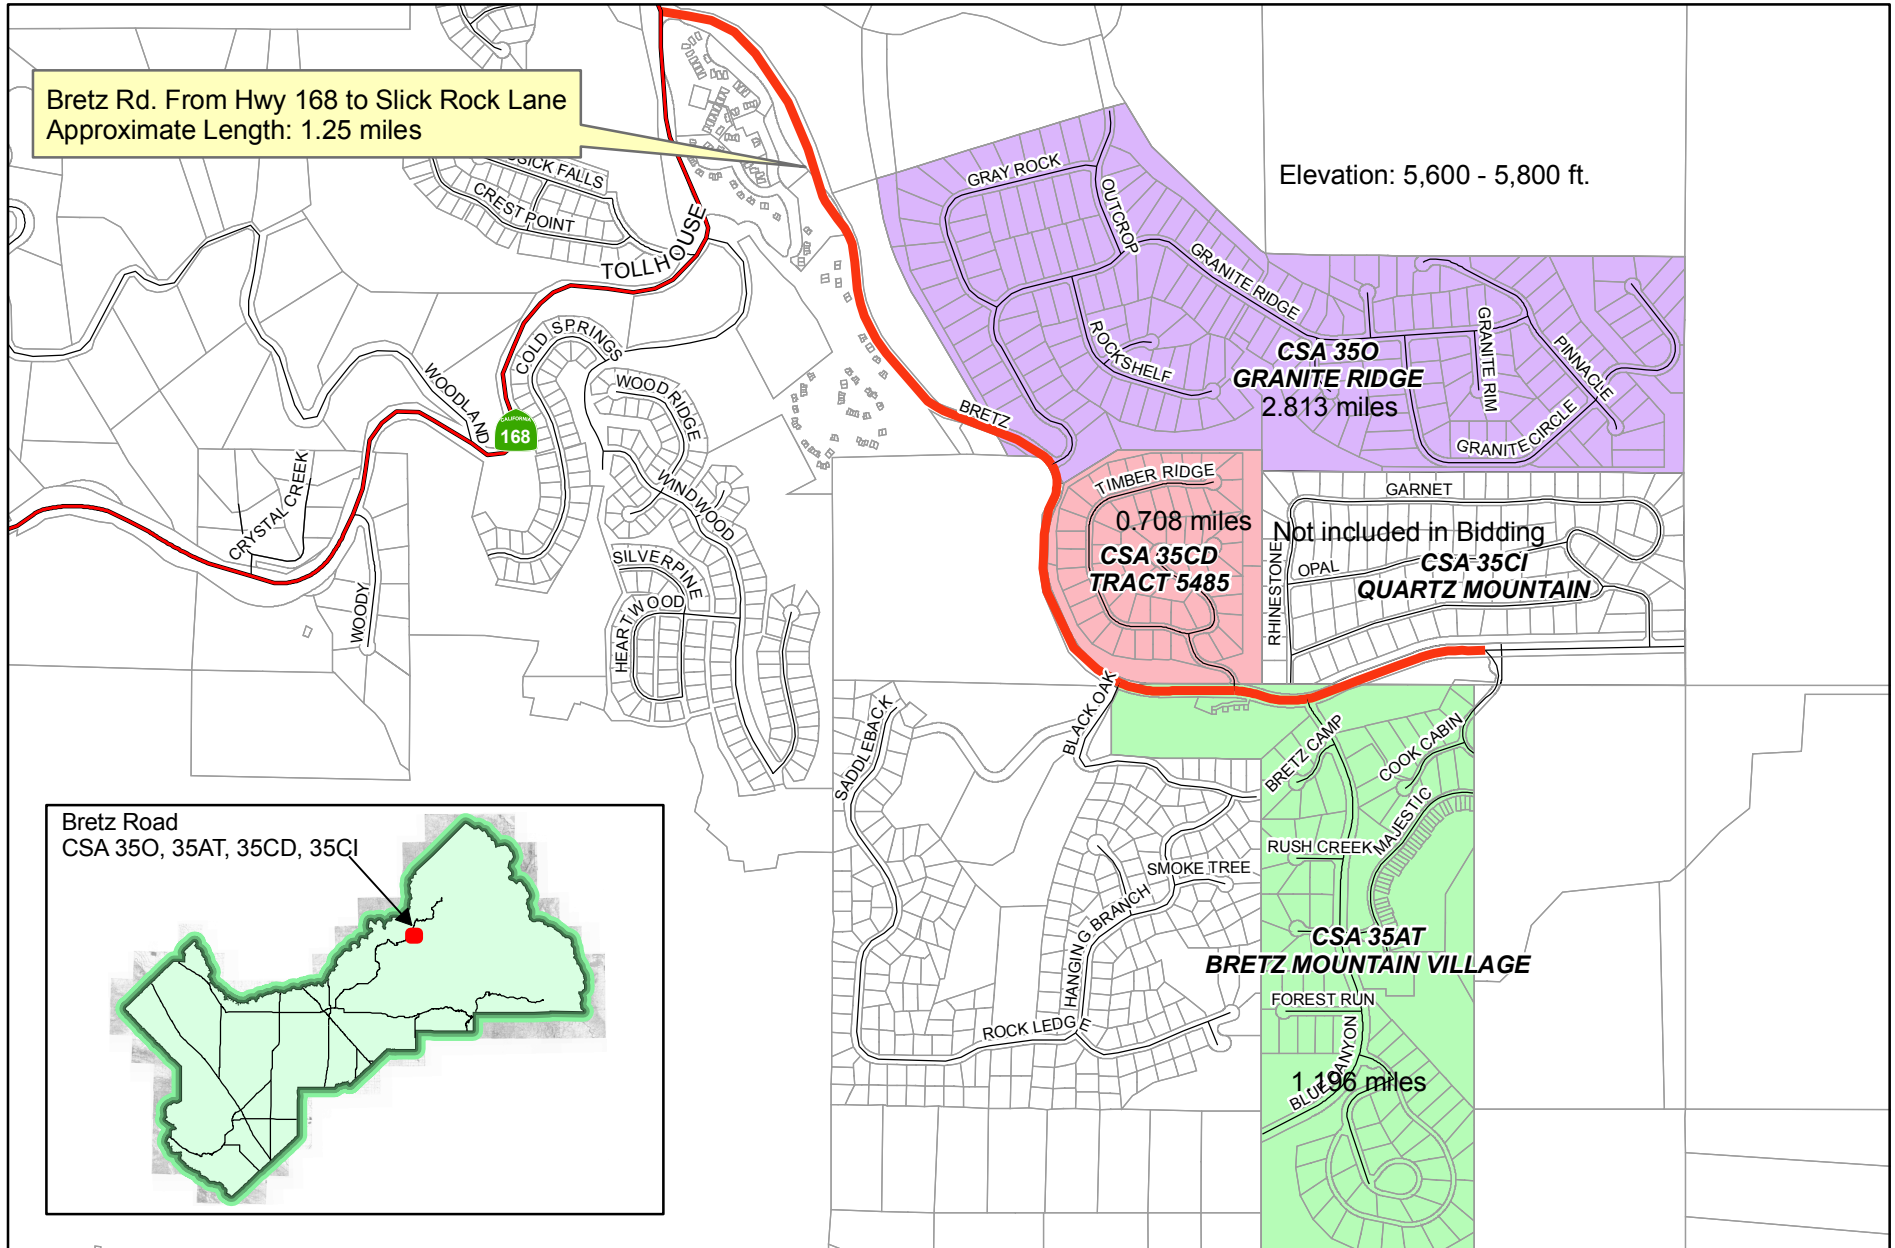 Bretz Rd. From Hwy 168 to Slick Rock Lane
Approximate Length: 1.25 miles
Elevation: 5,600 - 5,800 ft.
FALLS
CREST POINT
TOLLHOUSE
GRAY ROCK
OUTCROP
GRANITE RIDGE
ROCKSHELF
GRANITE RIM
PINNACLE
GRANITE CIRCLE
CSA 35O
GRANITE RIDGE
2.813 miles
COLD SPRINGS
WOODLAND
CALIFORNIA
168
WOOD RIDGE
WINDWOOD
BRETZ
CRYSTAL CREEK
WOODY
SILVERPINE
HEARTWOOD
TIMBER RIDGE
0.708 miles
CSA 35CD
TRACT 5485
GARNET
Not included in Bidding
RHINESTONE
OPAL
CSA 35CI
QUARTZ MOUNTAIN
BLACK OAK
SADDLEBACK
BRETZ CAMP
COOK CABIN
MAJESTIC
RUSH CREEK
SMOKE TREE
HANGING BRANCH
ROCK LEDGE
CSA 35AT
BRETZ MOUNTAIN VILLAGE
FOREST RUN
BLUE CANYON
1.196 miles
Bretz Road
CSA 35O, 35AT, 35CD, 35CI